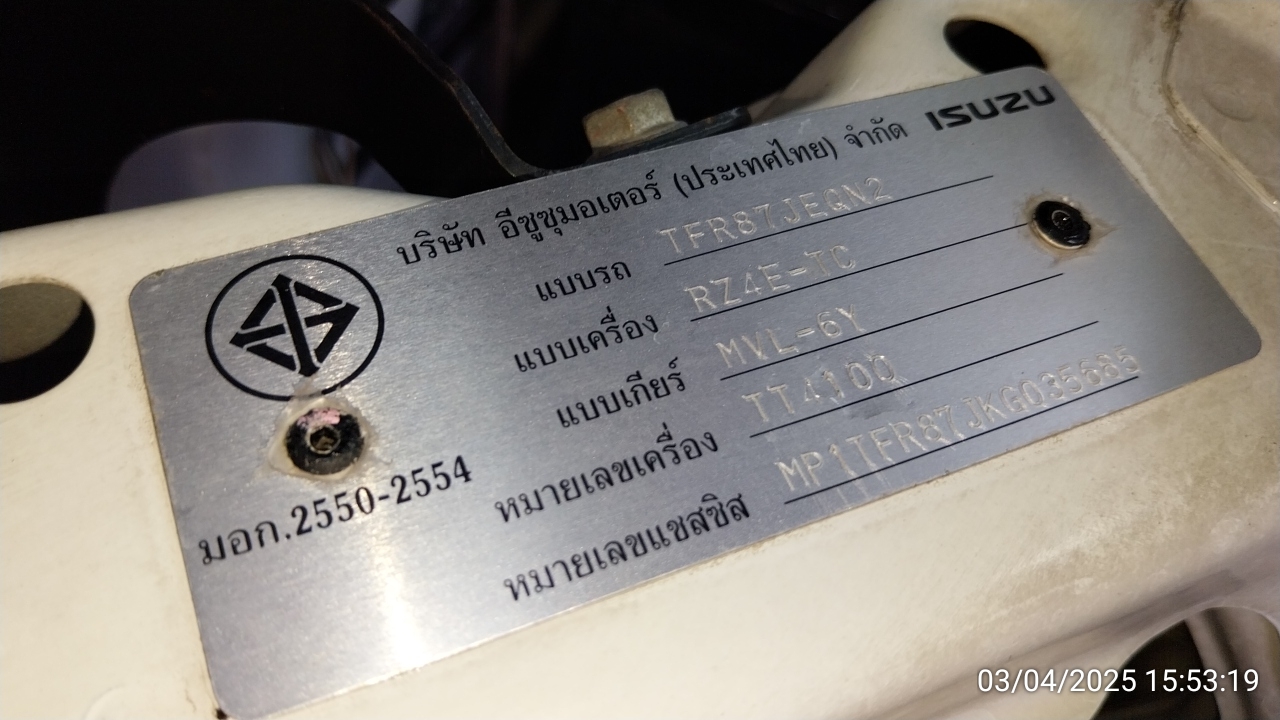 ISUZU
บริษัท อีซูซุมอเตอร์ (ประเทศไทย) จำกัด
แบบรถ TFR87JEQN2
แบบเครื่อง RZ4E-TC
แบบเกียร์ MVL-6Y
หมายเลขเครื่อง TT4100
หมายเลขแชสซิส MP1TFR87JKG035685
มอก.2550-2554
03/04/2025 15:53:19